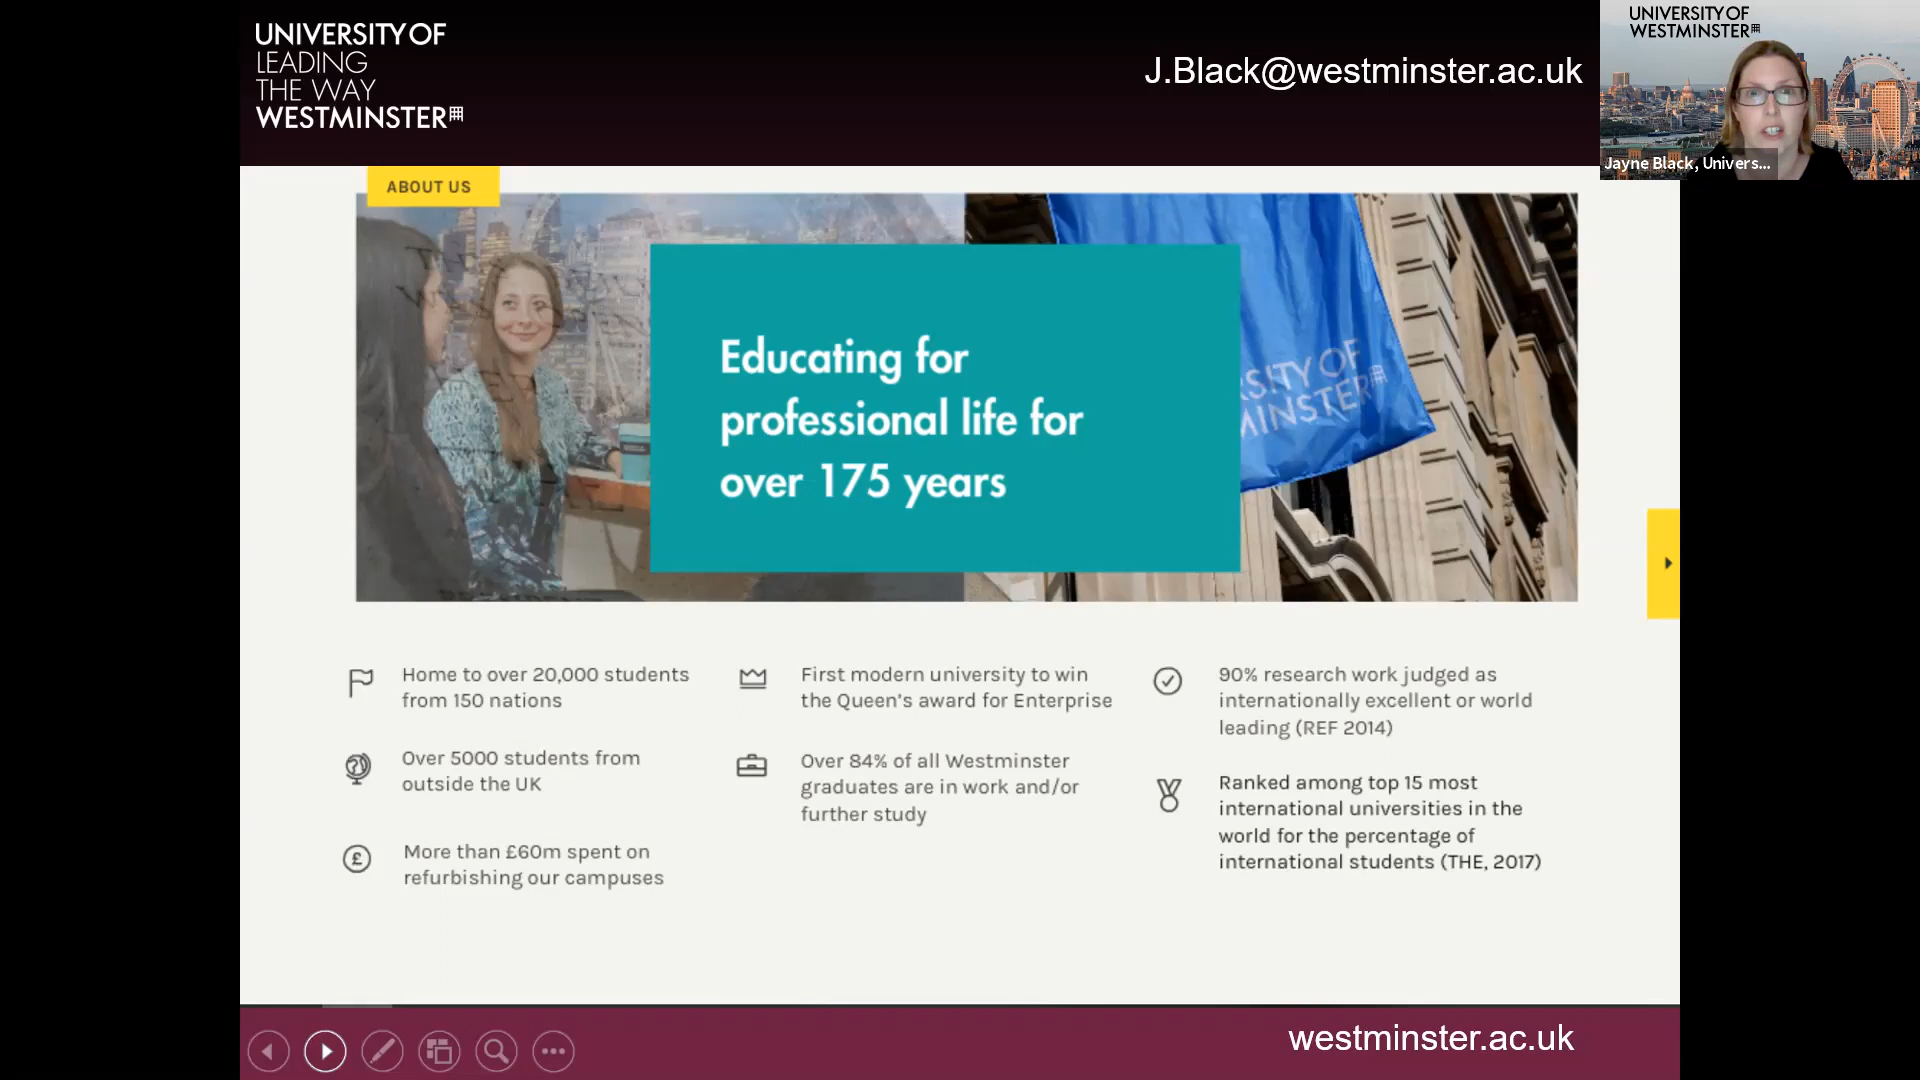 UNIVERSITY OF
LEADING
THE WAY
WESTMINSTER
J.Black@westminster.ac.uk
UNIVERSITY OF
WESTMINSTER
Jayne Black, Univers...
ABOUT US
Educating for
professional life for
over 175 years
RSITY OF
MINSTER
Home to over 20,000 students
from 150 nations
Over 5000 students from
outside the UK
£
More than £60m spent on
refurbishing our campuses
First modern university to win
the Queen's award for Enterprise
Over 84% of all Westminster
graduates are in work and/or
further study
90% research work judged as
internationally excellent or world
leading (REF 2014)
Ranked among top 15 most
international universities in the
world for the percentage of
international students (THE, 2017)
westminster.ac.uk